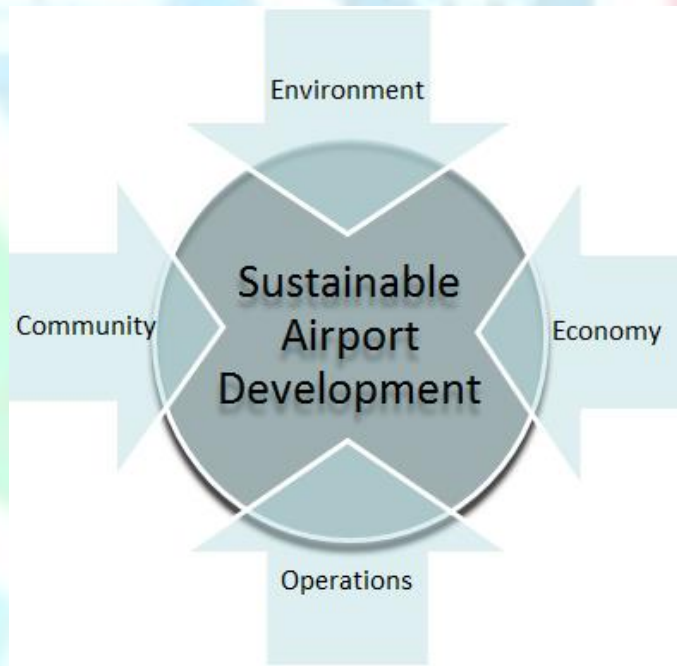 Environment
Sustainable
Airport
Development
Community
Economy
Operations